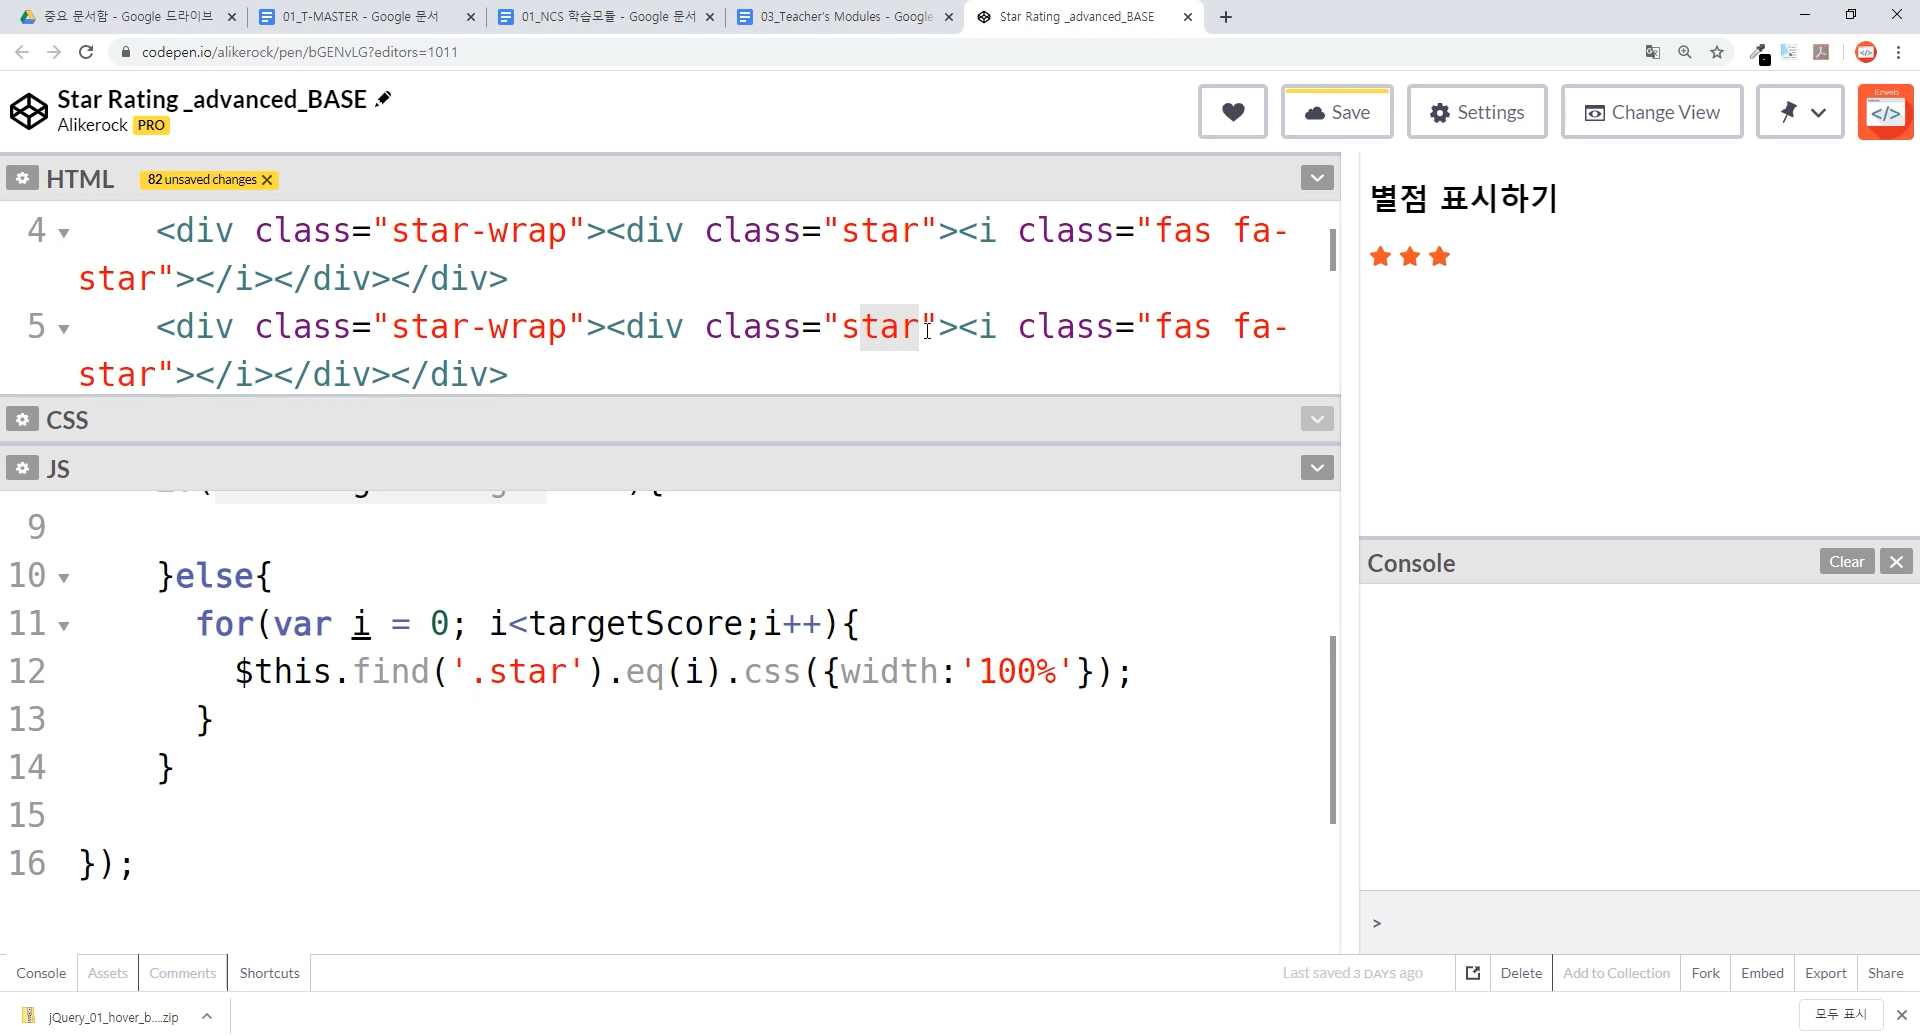 중요 문서함 - Google 드라이브
01_T-MASTER - Google 문서
01_NCS 학습모듈 - Google 문서
03_Teacher's Modules - Google
Star Rating _advanced_BASE
codepen.io/alikerock/pen/bGENvLG?editors=1011
Star Rating _advanced_BASE
Alikerock PRO
Save
Settings
Change View
Ezweb
</>
HTML 82 unsaved changes
4 <div class="star-wrap"><div class="star"><i class="fas fa-
star"></i></div></div>
5 <div class="star-wrap"><div class="star"><i class="fas fa-
star"></i></div></div>
CSS
JS
9
10 }else{
11 for(var i = 0; i<targetScore;i++){
12 $this.find('.star').eq(i).css({width:'100%'});
13 }
14 }
15
16 });
별점 표시하기
Console
Clear
>
Console Assets Comments Shortcuts
Last saved 3 DAYS ago
Delete Add to Collection Fork Embed Export Share
jQuery_01_hover_b....zip
모두 표시